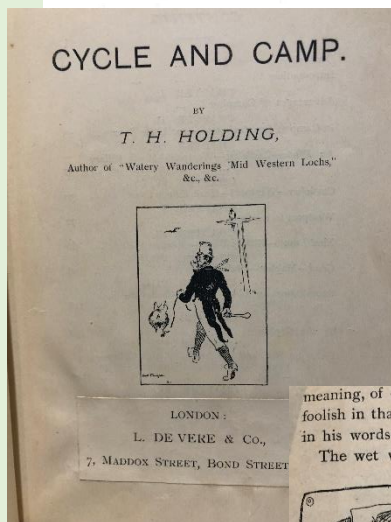 CYCLE AND CAMP.
BY
T. H. HOLDING,
Author of "Watery Wanderings 'Mid Western Lochs,"
&c., &c.
LONDON:
L. DE VERE & Co.,
7, MADDOX STREET, BOND STREET
meaning, of
foolish in tha
in his words
The wet